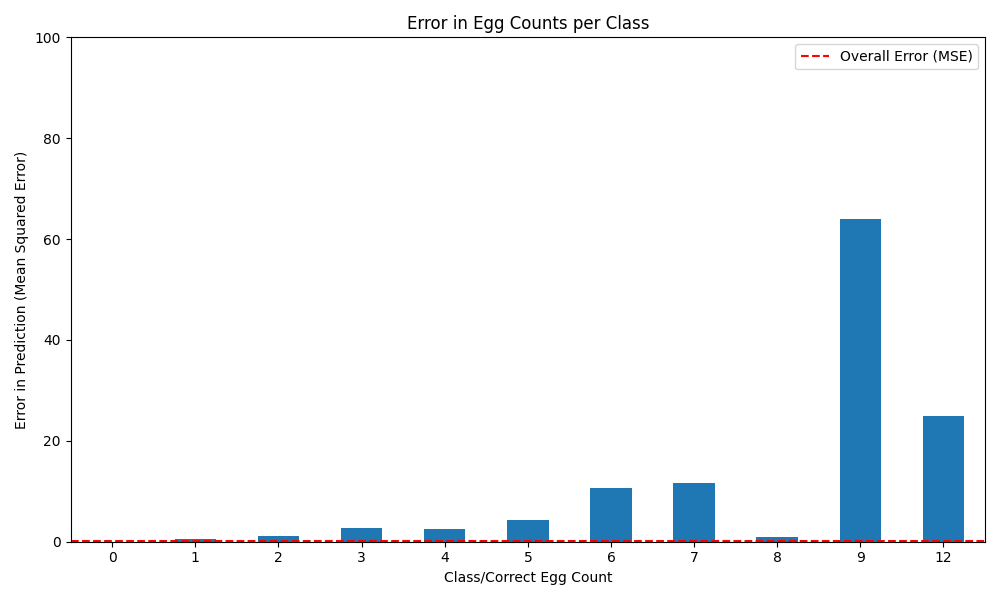 Error in Egg Counts per Class
Overall Error (MSE)
Error in Prediction (Mean Squared Error)
100
80
60
40
20
0
0 1 2 3 4 5 6 7 8 9 12
Class/Correct Egg Count